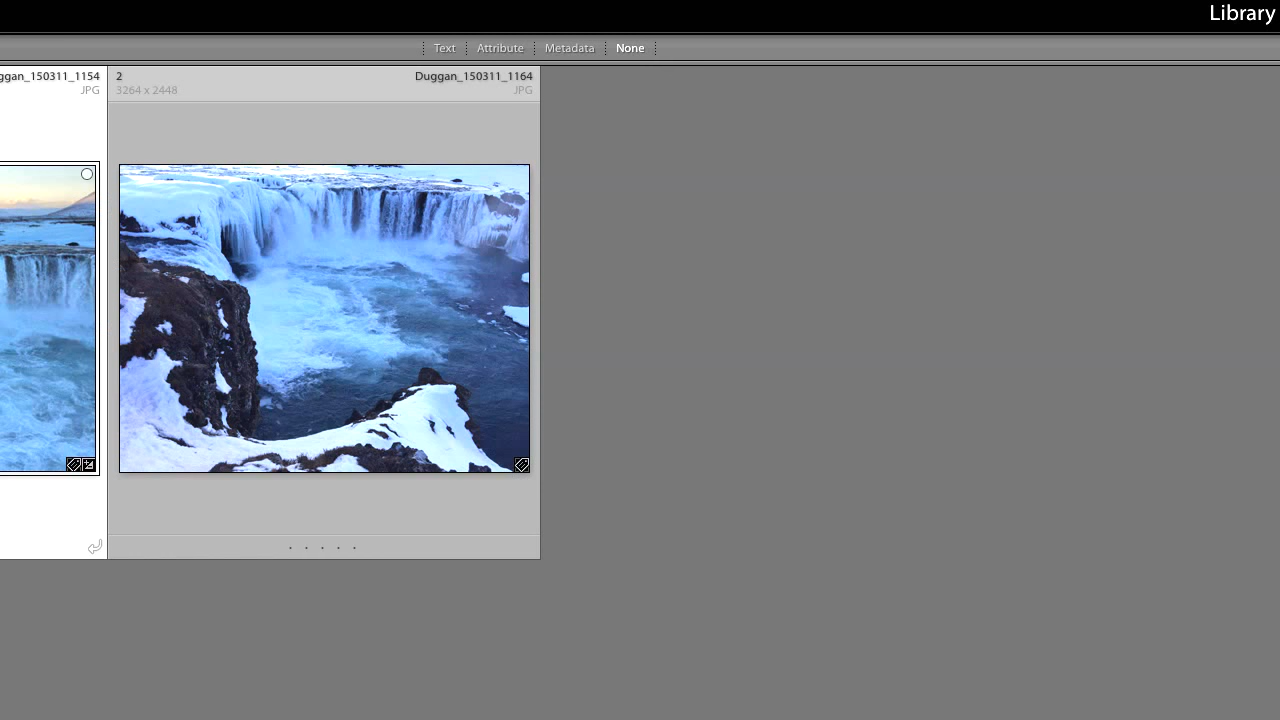 Library
Text Attribute Metadata None
ggan_150311_1154
JPG
2 Duggan_150311_1164
3264 x 2448 JPG